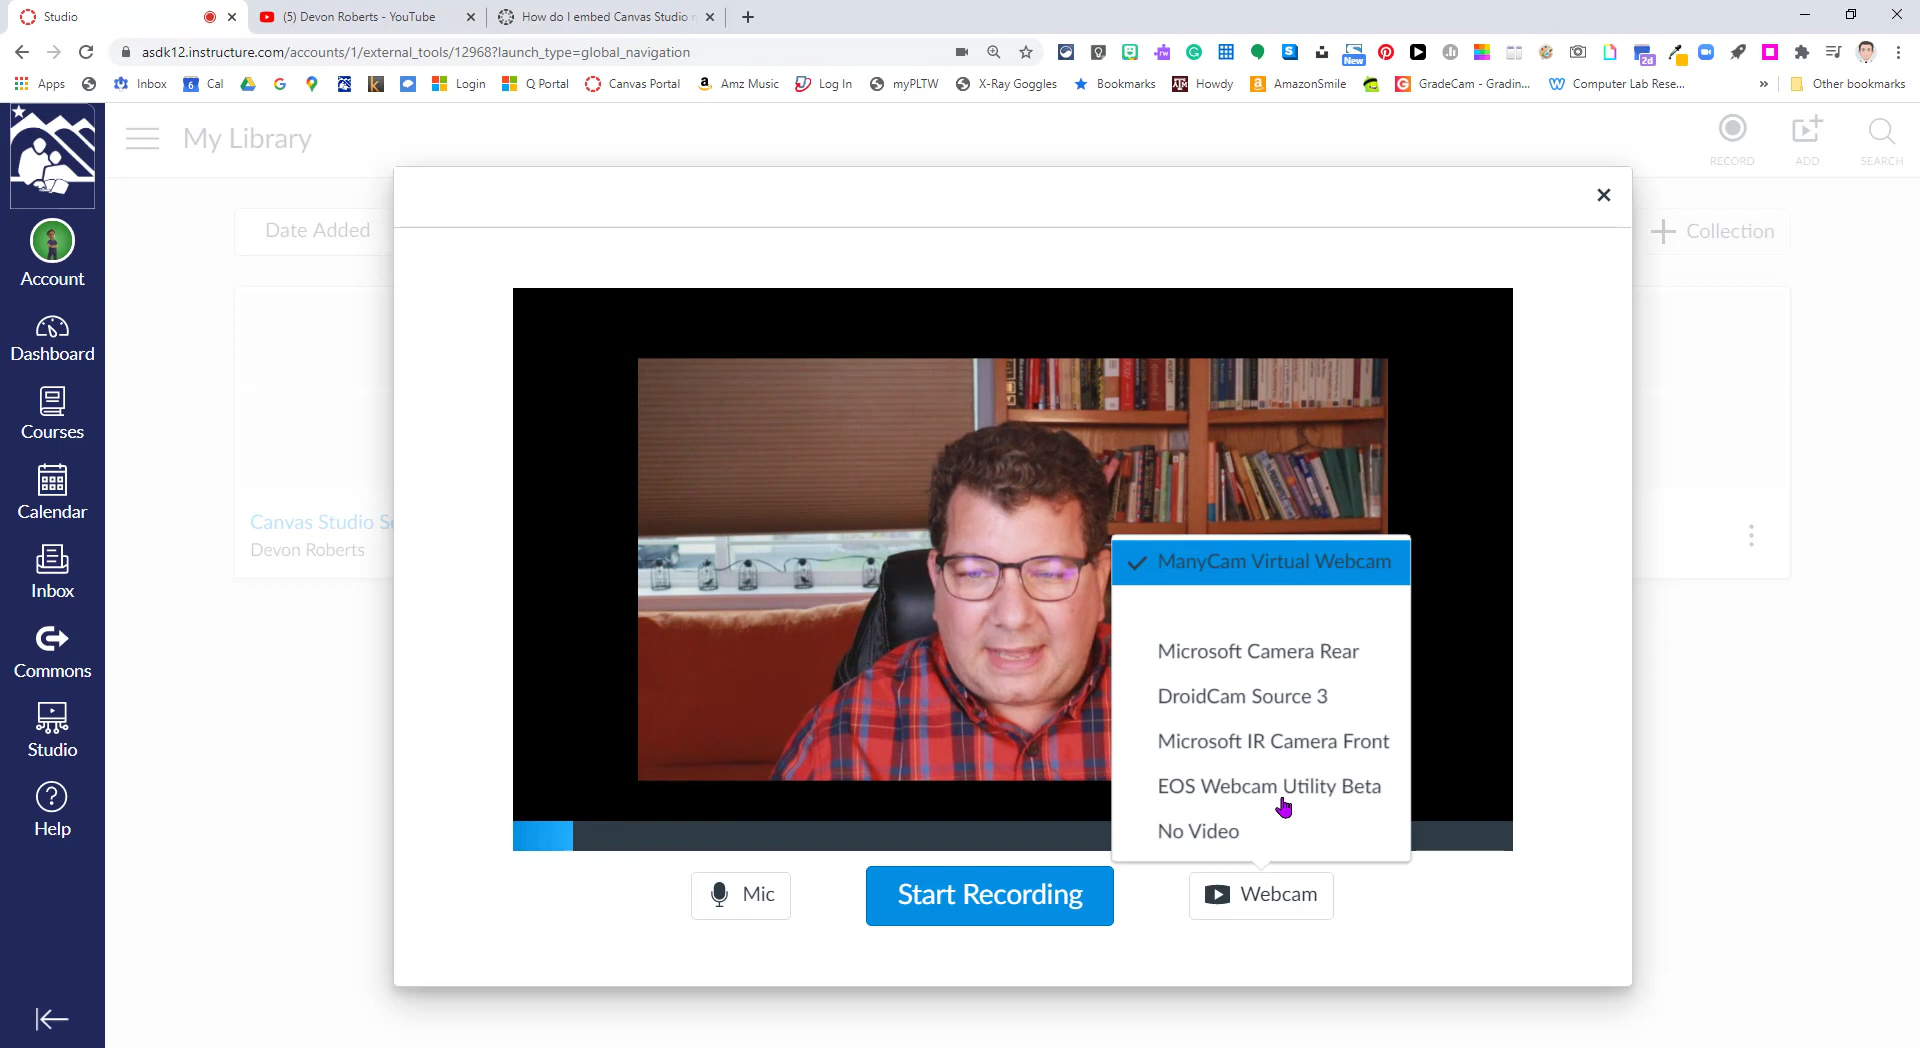 Studio
(5) Devon Roberts - YouTube
How do I embed Canvas Studio
asdk12.instructure.com/accounts/1/external_tools/12968?launch_type=global_navigation
New
2d
Apps
Inbox
6 Cal
Login
Q Portal
Canvas Portal
Amz Music
Log In
myPLTW
X-Ray Goggles
Bookmarks
Howdy
AmazonSmile
GradeCam - Gradin...
Computer Lab Rese...
»
Other bookmarks
My Library
RECORD
ADD
SEARCH
Account
Dashboard
Courses
Calendar
Inbox
Commons
Studio
Help
Date Added
Collection
Canvas Studio Se
Devon Roberts
ManyCam Virtual Webcam
Microsoft Camera Rear
DroidCam Source 3
Microsoft IR Camera Front
EOS Webcam Utility Beta
No Video
Mic
Start Recording
Webcam